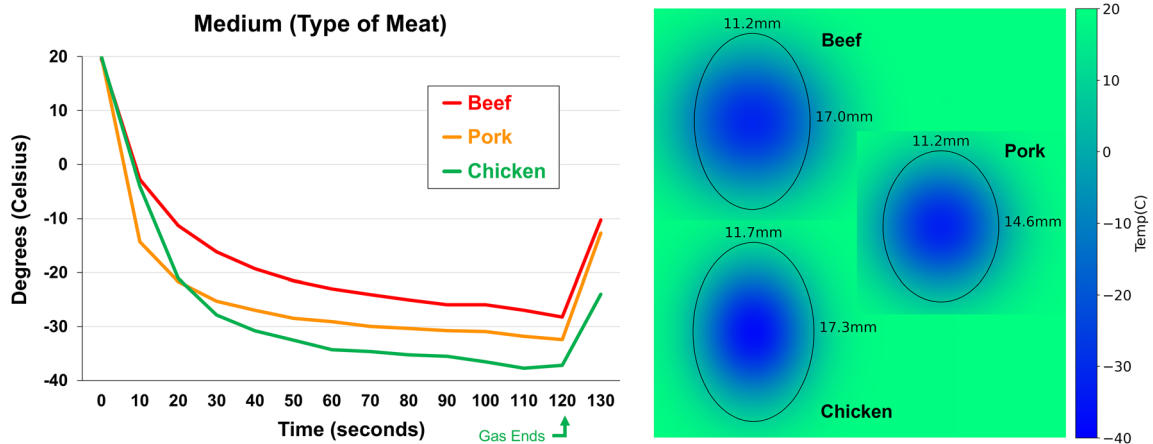 Medium (Type of Meat)
Degrees (Celsius)
20
10
0
-10
-20
-30
-40
Beef
Pork
Chicken
0 10 20 30 40 50 60 70 80 90 100 110 120 130
Time (seconds)
Gas Ends
11.2mm
Beef
17.0mm
11.2mm
Pork
14.6mm
11.7mm
17.3mm
Chicken
20
10
0
−10
−20
−30
−40
Temp(C)